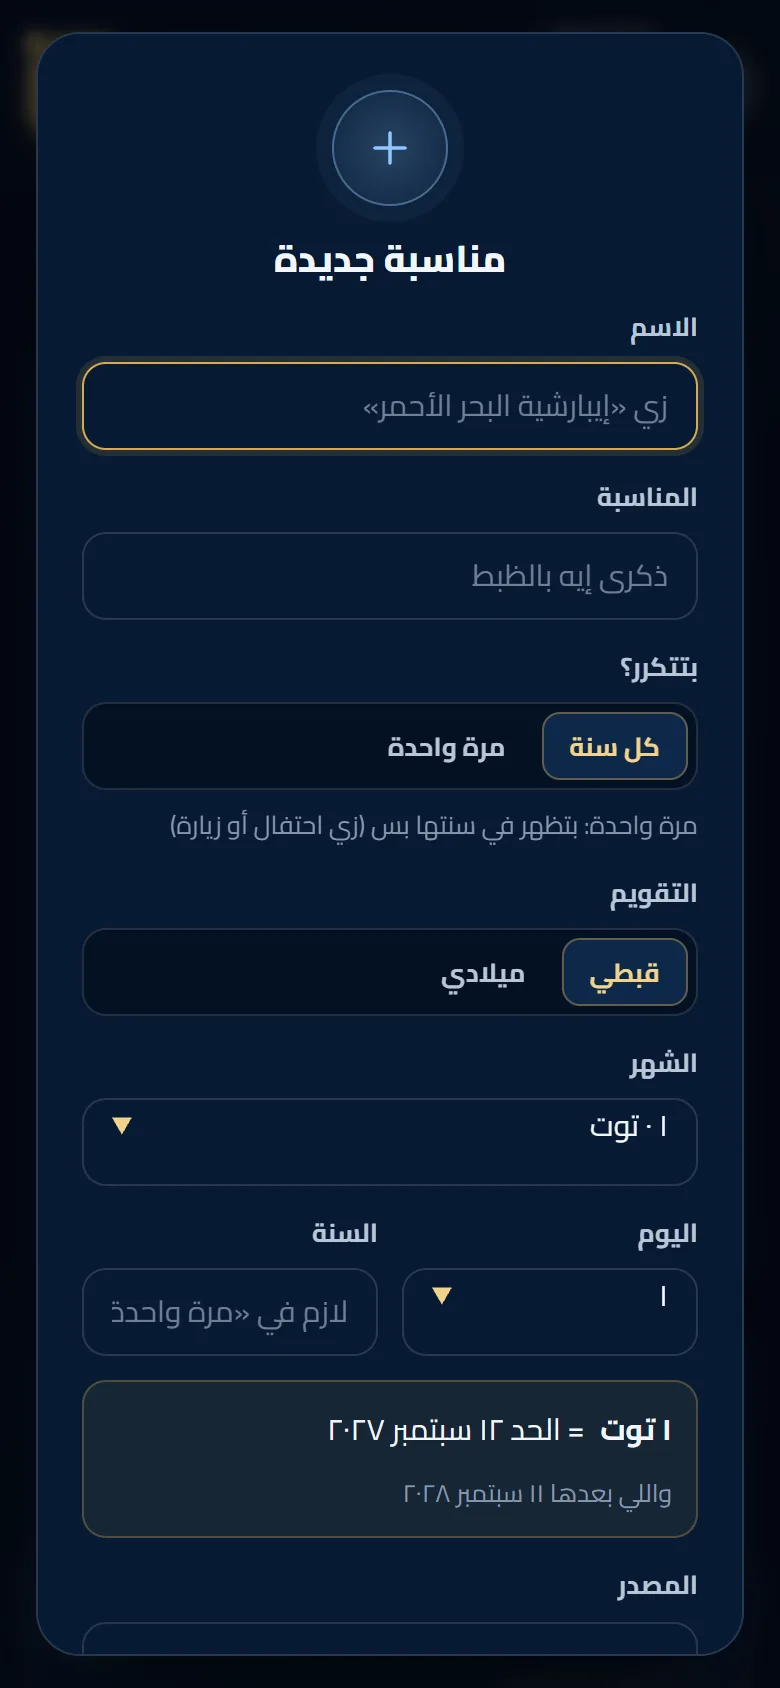 مناسبة جديدة
الاسم
زي «إيبارشية البحر الأحمر»
المناسبة
ذكرى إيه بالظبط
بتتكرر؟
كل سنة
مرة واحدة
مرة واحدة: بتظهر في سنتها بس (زي احتفال أو زيارة)
التقويم
قبطي
ميلادي
الشهر
١ · توت
اليوم
السنة
١
لازم في «مرة واحدة
١ توت = الحد ١٢ سبتمبر ٢٠٢٧
واللي بعدها ١١ سبتمبر ٢٠٢٨
المصدر